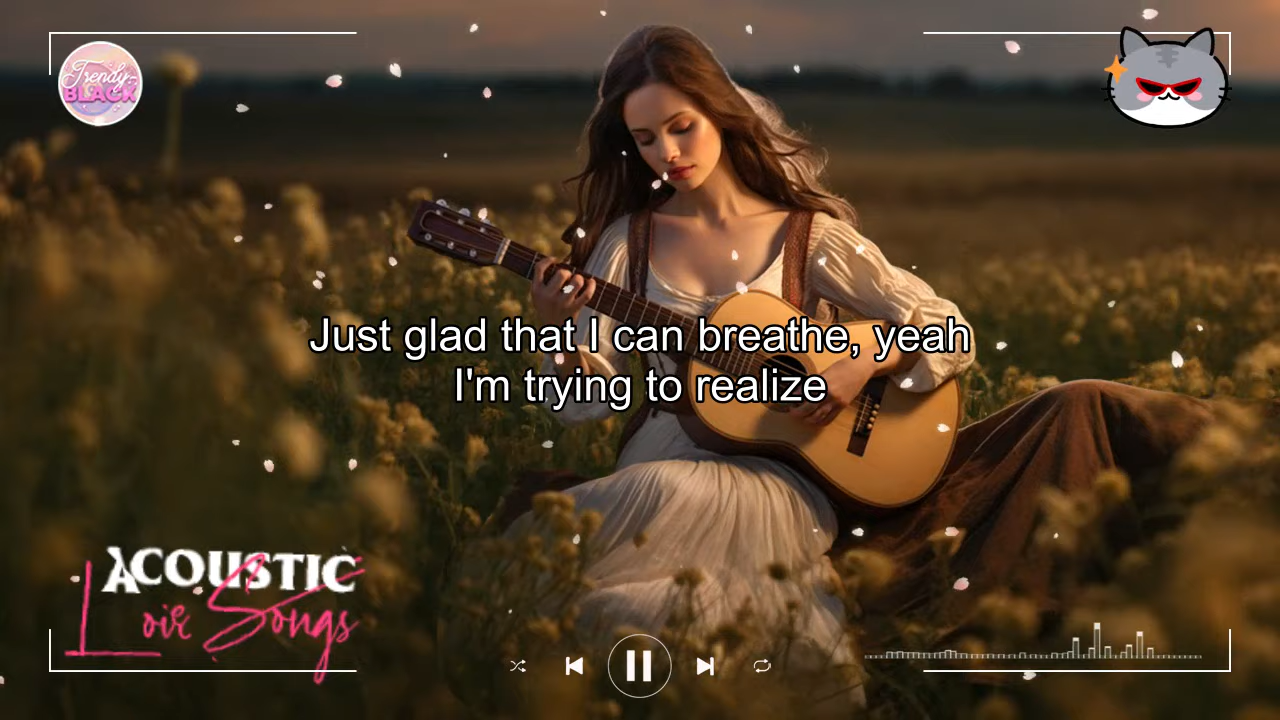 Trendy
BLACK
Just glad that I can breathe, yeah
I'm trying to realize
ACOUSTIC
Love Songs